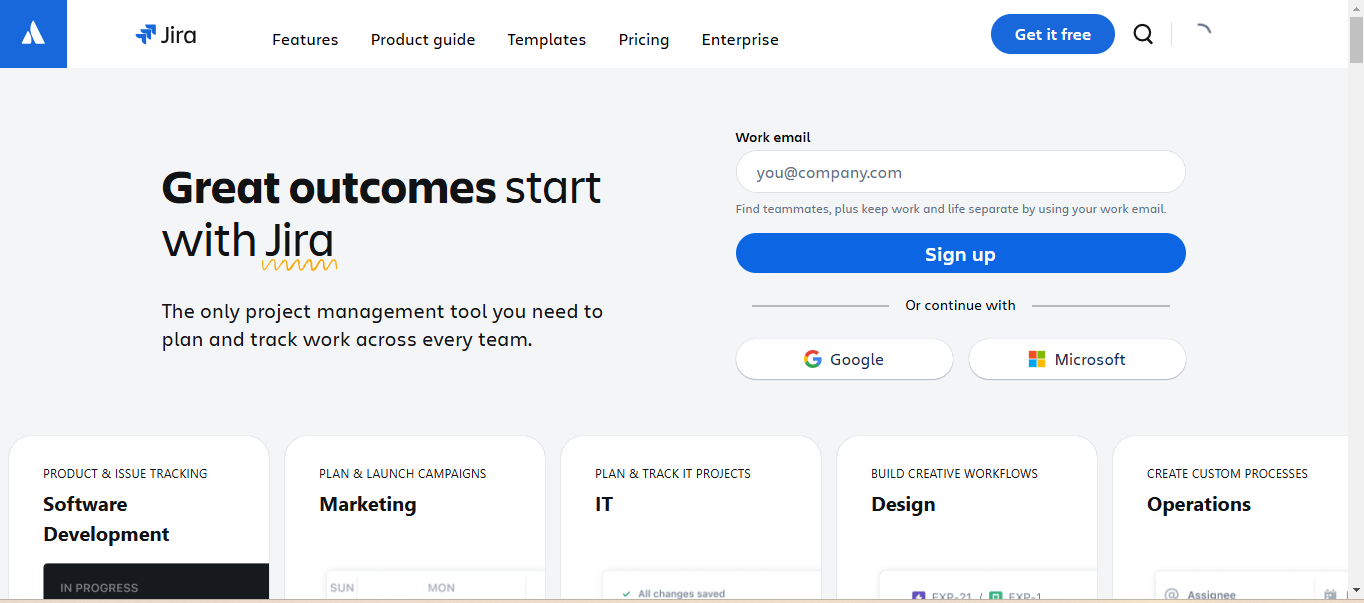 Jira
Features
Product guide
Templates
Pricing
Enterprise
Get it free
Great outcomes start
with Jira
The only project management tool you need to
plan and track work across every team.
Work email
you@company.com
Find teammates, plus keep work and life separate by using your work email.
Sign up
Or continue with
Google
Microsoft
PRODUCT & ISSUE TRACKING
Software
Development
IN PROGRESS
PLAN & LAUNCH CAMPAIGNS
Marketing
SUN
MON
PLAN & TRACK IT PROJECTS
IT
All changes saved
BUILD CREATIVE WORKFLOWS
Design
EXP-21 / EXP-1
CREATE CUSTOM PROCESSES
Operations
Assignee